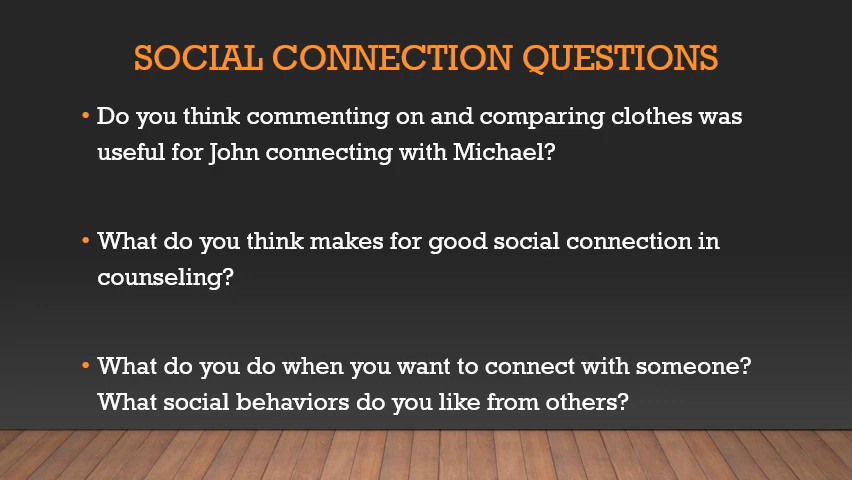 SOCIAL CONNECTION QUESTIONS
• Do you think commenting on and comparing clothes was
useful for John connecting with Michael?
• What do you think makes for good social connection in
counseling?
• What do you do when you want to connect with someone?
What social behaviors do you like from others?